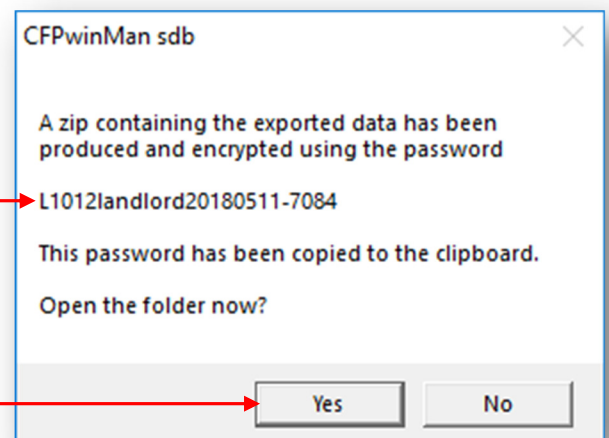 CFPwinMan sdb
A zip containing the exported data has been
produced and encrypted using the password
L1012landlord20180511-7084
This password has been copied to the clipboard.
Open the folder now?
Yes
No